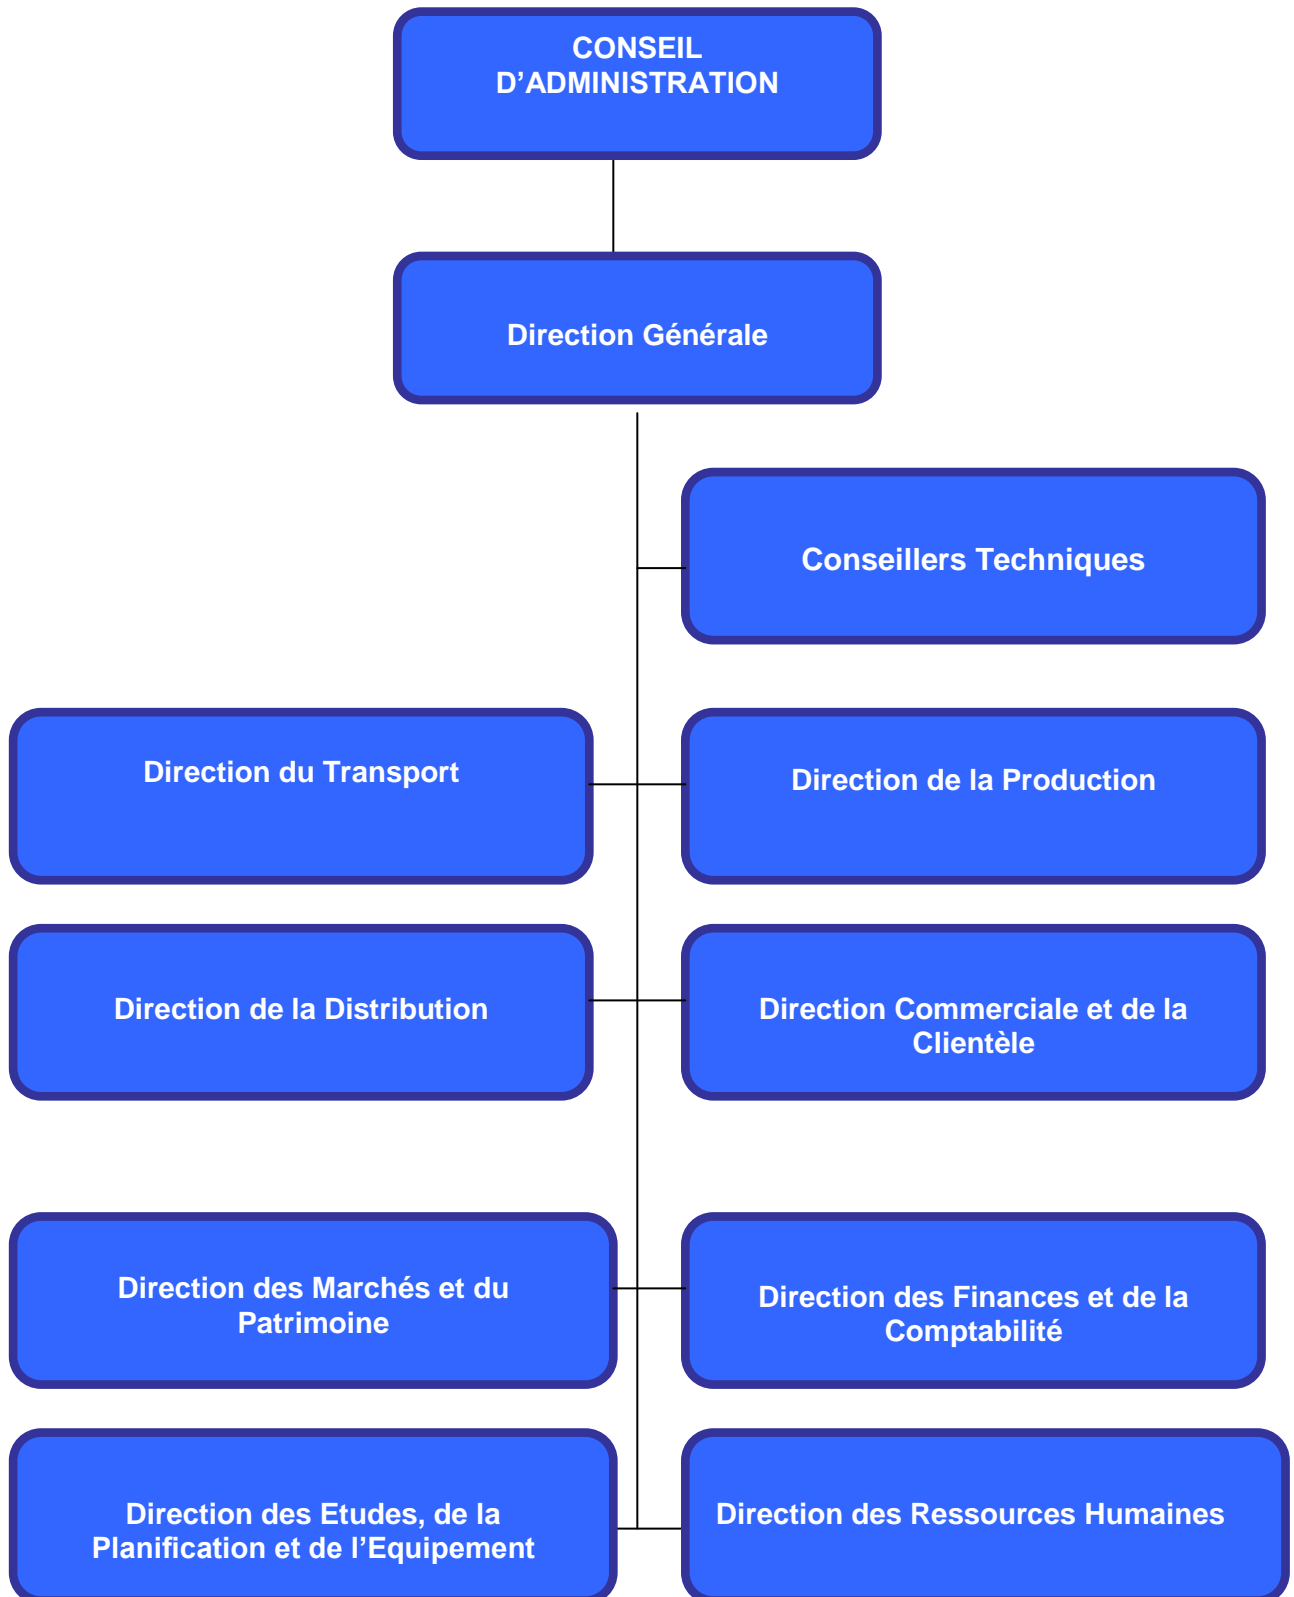 CONSEIL
D’ADMINISTRATION
Direction Générale
Conseillers Techniques
Direction du Transport
Direction de la Production
Direction de la Distribution
Direction Commerciale et de la
Clientèle
Direction des Marchés et du
Patrimoine
Direction des Finances et de la
Comptabilité
Direction des Etudes, de la
Planification et de l’Equipement
Direction des Ressources Humaines